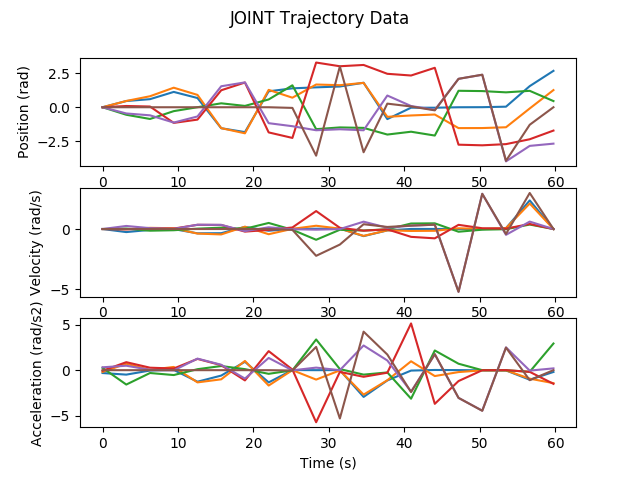 JOINT Trajectory Data
Position (rad)
2.5
0.0
−2.5
0 10 20 30 40 50 60
Velocity (rad/s)
0
−5
0 10 20 30 40 50 60
Acceleration (rad/s2)
5
0
−5
0 10 20 30 40 50 60
Time (s)